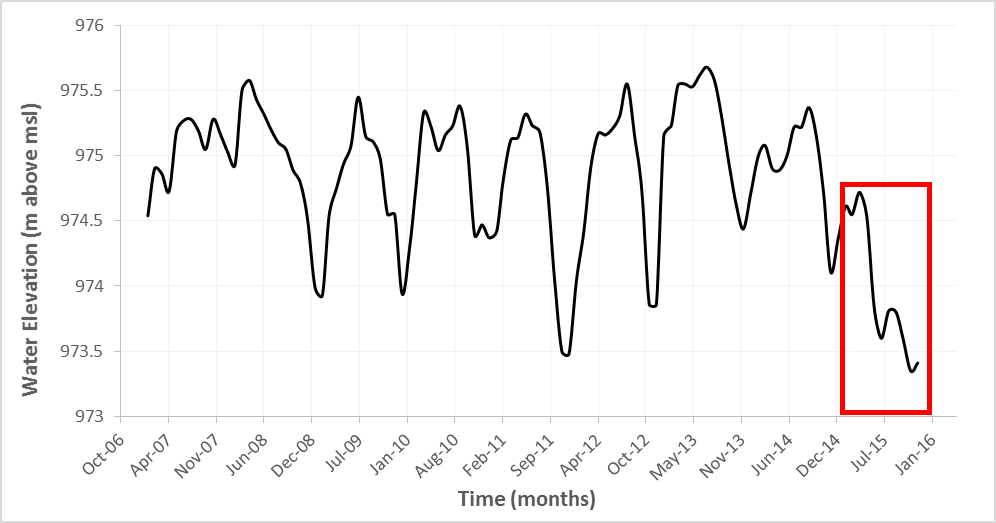 976
975.5
975
974.5
974
973.5
973
Water Elevation (m above msl)
Oct-06
Apr-07
Nov-07
Jun-08
Dec-08
Jul-09
Jan-10
Aug-10
Feb-11
Sep-11
Apr-12
Oct-12
May-13
Nov-13
Jun-14
Dec-14
Jul-15
Jan-16
Time (months)